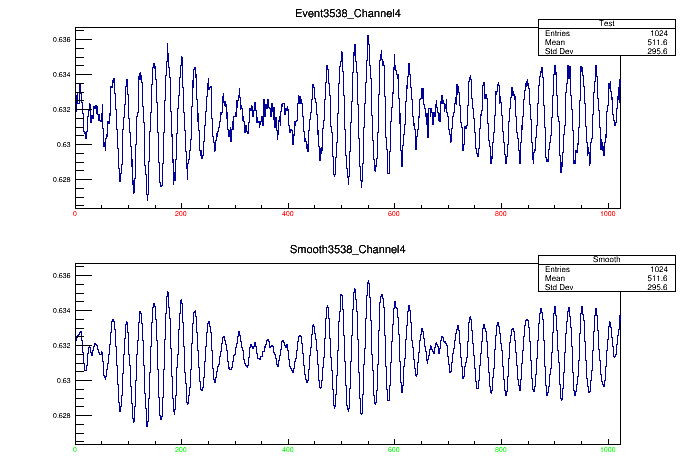 Event3538_Channel4
Test
Entries 1024
Mean 511.6
Std Dev 295.6
0.636
0.634
0.632
0.63
0.628
0 200 400 600 800 1000
Smooth3538_Channel4
Smooth
Entries 1024
Mean 511.6
Std Dev 295.6
0.636
0.634
0.632
0.63
0.628
0 200 400 600 800 1000